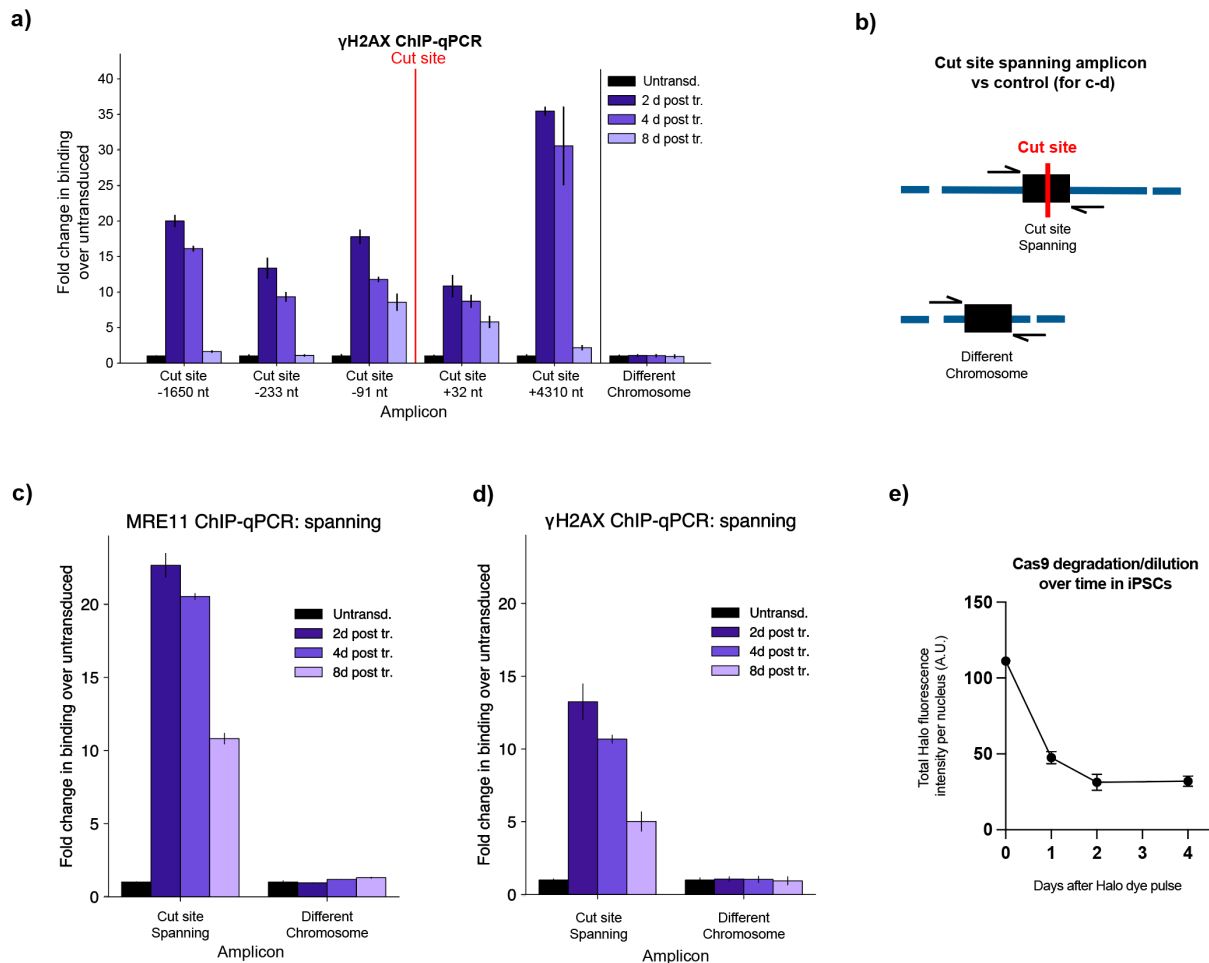 a)
γH2AX ChIP-qPCR
Cut site
Fold change in binding
over untransduced
40
35
30
25
20
15
10
5
0
Untransd.
2 d post tr.
4 d post tr.
8 d post tr.
Cut site
-1650 nt
Cut site
-233 nt
Cut site
-91 nt
Cut site
+32 nt
Cut site
+4310 nt
Different
Chromosome
Amplicon
b)
Cut site spanning amplicon
vs control (for c-d)
Cut site
Cut site
Spanning
Different
Chromosome
c)
MRE11 ChIP-qPCR: spanning
Fold change in binding over untransduced
20
15
10
5
0
Untransd.
2d post tr.
4d post tr.
8d post tr.
Cut site
Spanning
Different
Chromosome
Amplicon
d)
γH2AX ChIP-qPCR: spanning
Fold change in binding over untransduced
20
15
10
5
0
Untransd.
2d post tr.
4d post tr.
8d post tr.
Cut site
Spanning
Different
Chromosome
Amplicon
e)
Cas9 degradation/dilution
over time in iPSCs
Total Halo fluorescence
intensity per nucleus (A.U.)
150
100
50
0
0 1 2 3 4
Days after Halo dye pulse